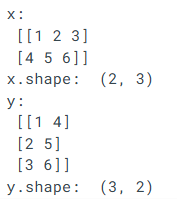 x:
[[1 2 3]
[4 5 6]]
x.shape:  (2, 3)
y:
[[1 4]
[2 5]
[3 6]]
y.shape:  (3, 2)